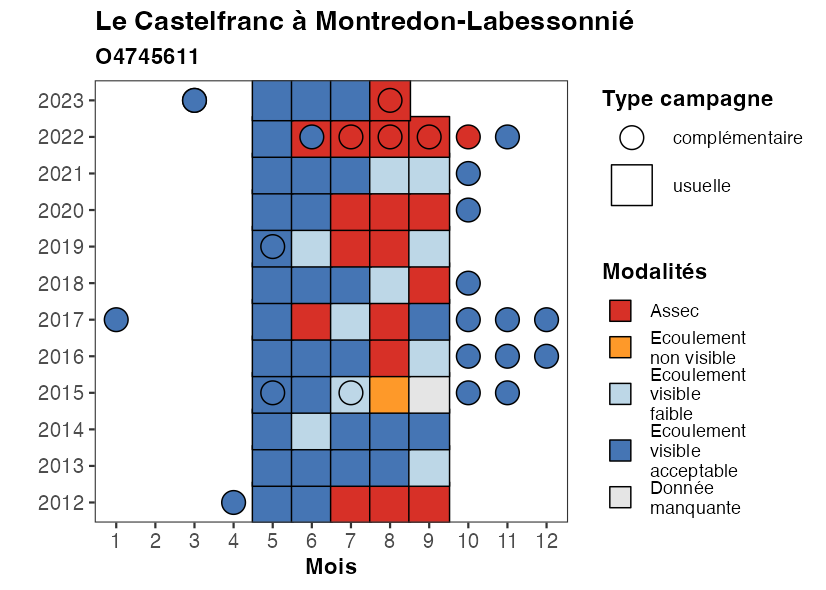 Le Castelfranc à Montredon-Labessonnié
O4745611
2023
2022
2021
2020
2019
2018
2017
2016
2015
2014
2013
2012
1 2 3 4 5 6 7 8 9 10 11 12
Mois
Type campagne
complémentaire
usuelle
Modalités
Assec
Ecoulement
non visible
Ecoulement
visible
faible
Ecoulement
visible
acceptable
Donnée
manquante